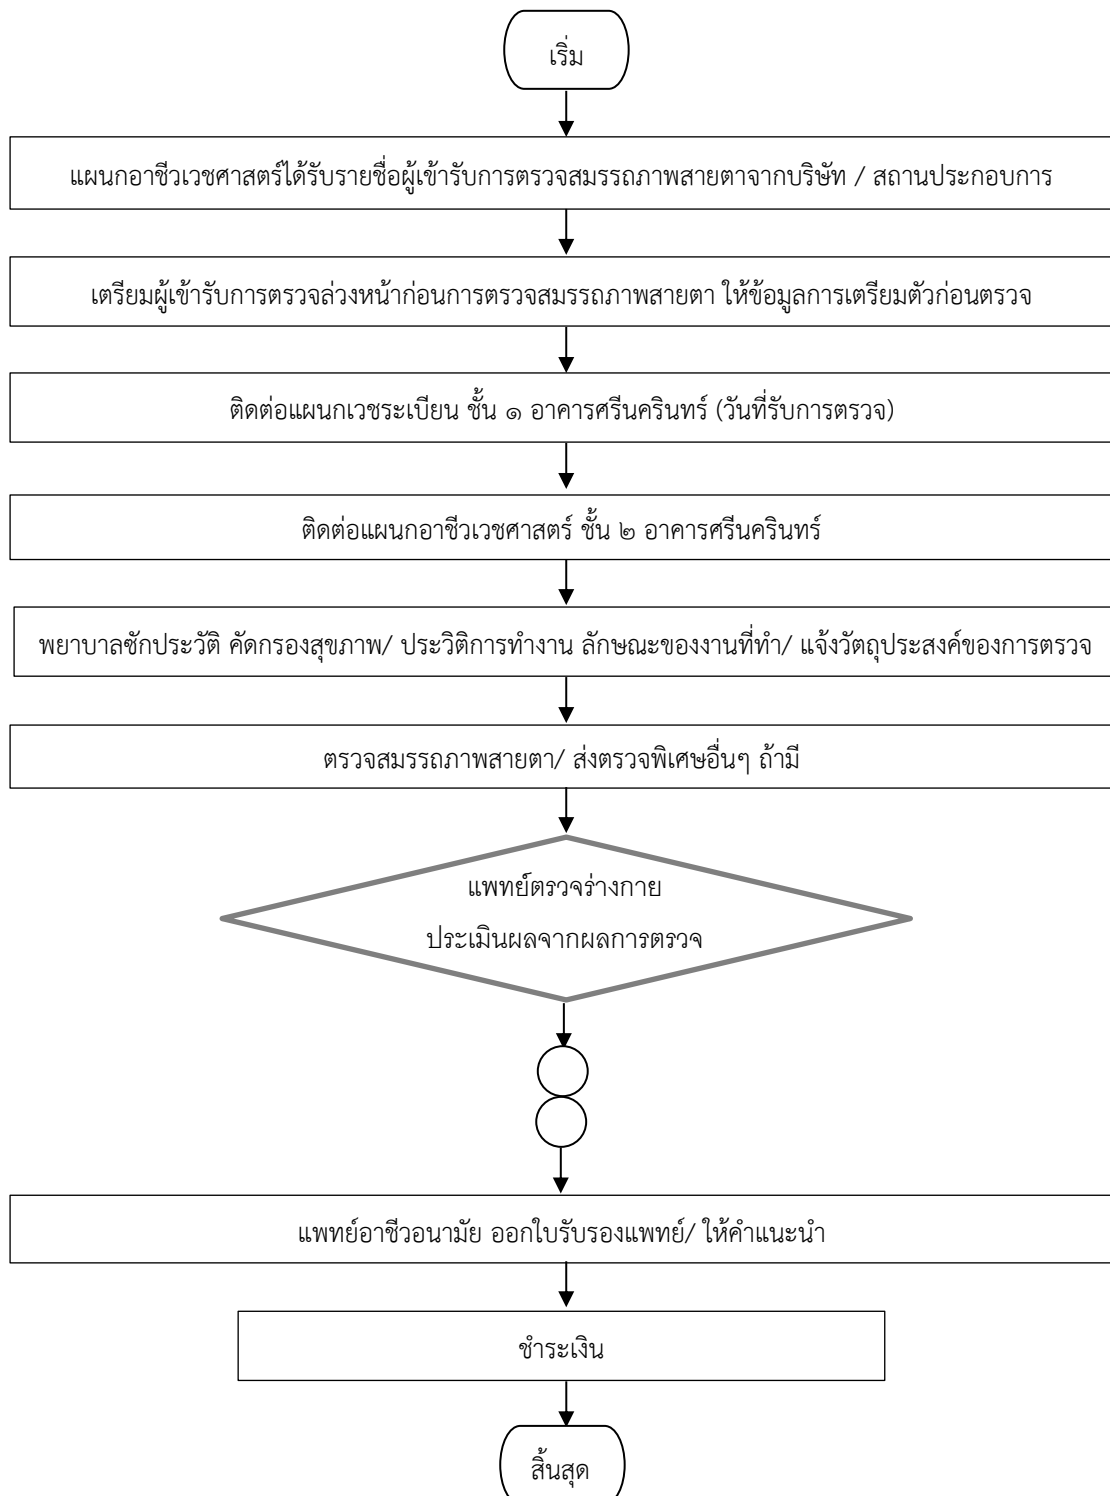 เริ่ม
แผนกอาชีวเวชศาสตร์ได้รับรายชื่อผู้เข้ารับการตรวจสมรรถภาพสายตาจากบริษัท / สถานประกอบการ
เตรียมผู้เข้ารับการตรวจล่วงหน้าก่อนการตรวจสมรรถภาพสายตา ให้ข้อมูลการเตรียมตัวก่อนตรวจ
ติดต่อแผนกเวชระเบียน ชั้น ๑ อาคารศรีนครินทร์ (วันที่รับการตรวจ)
ติดต่อแผนกอาชีวเวชศาสตร์ ชั้น ๒ อาคารศรีนครินทร์
พยาบาลซักประวัติ คัดกรองสุขภาพ/ ประวิติการทำงาน ลักษณะของงานที่ทำ/ แจ้งวัตถุประสงค์ของการตรวจ
ตรวจสมรรถภาพสายตา/ ส่งตรวจพิเศษอื่นๆ ถ้ามี
แพทย์ตรวจร่างกาย
ประเมินผลจากผลการตรวจ
แพทย์อาชีวอนามัย ออกใบรับรองแพทย์/ ให้คำแนะนำ
ชำระเงิน
สิ้นสุด